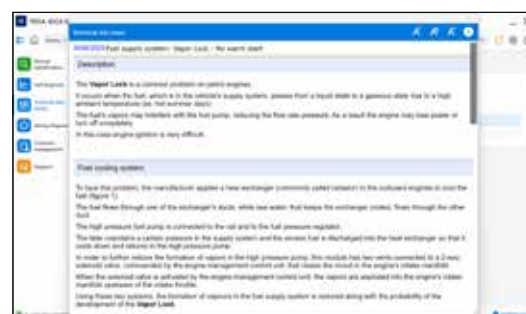 Fuel supply system: Vapor Lock - No warm start
Description
The Vapor Lock is a common problem on petrol engines.
It occurs when the fuel, which is in the vehicle's supply system, passes from a liquid state to a gaseous state due to a high
ambient temperature (ex. hot summer days).
The fuel's vapors may interfere with the fuel pump, reducing the flow rate pressure. As a result the engine may lose power or
turn off completely.
In this case engine ignition is very difficult.
Fuel cooling system
To face this problem, the manufacturer applies a new exchanger (commonly called radiator) to the outboard engines to cool the
fuel (figure 1).
The fuel flows through one of the exchanger's ducts, while sea water, that keeps the exchanger cooled, flows through the other
duct.
The high pressure fuel pump is connected to the rail and to the fuel pressure regulator.
The latter maintains a certain pressure in the supply system and the excess fuel is discharged into the heat exchanger so that it
cools down and returns to the high-pressure pump.
In order to further reduce the formation of vapors in the high pressure pump, this module has two vents connected to a 2-way
solenoid valve, commanded by the engine management control unit, that closes the circuit in the engine's intake manifold.
When the solenoid valve is activated by the engine management control unit, the vapors are aspirated into the engine's intake
manifold upstream of the intake throttle.
Using these two systems, the formation of vapours in the fuel supply system is reduced along with the probability of the
development of the Vapor Lock.